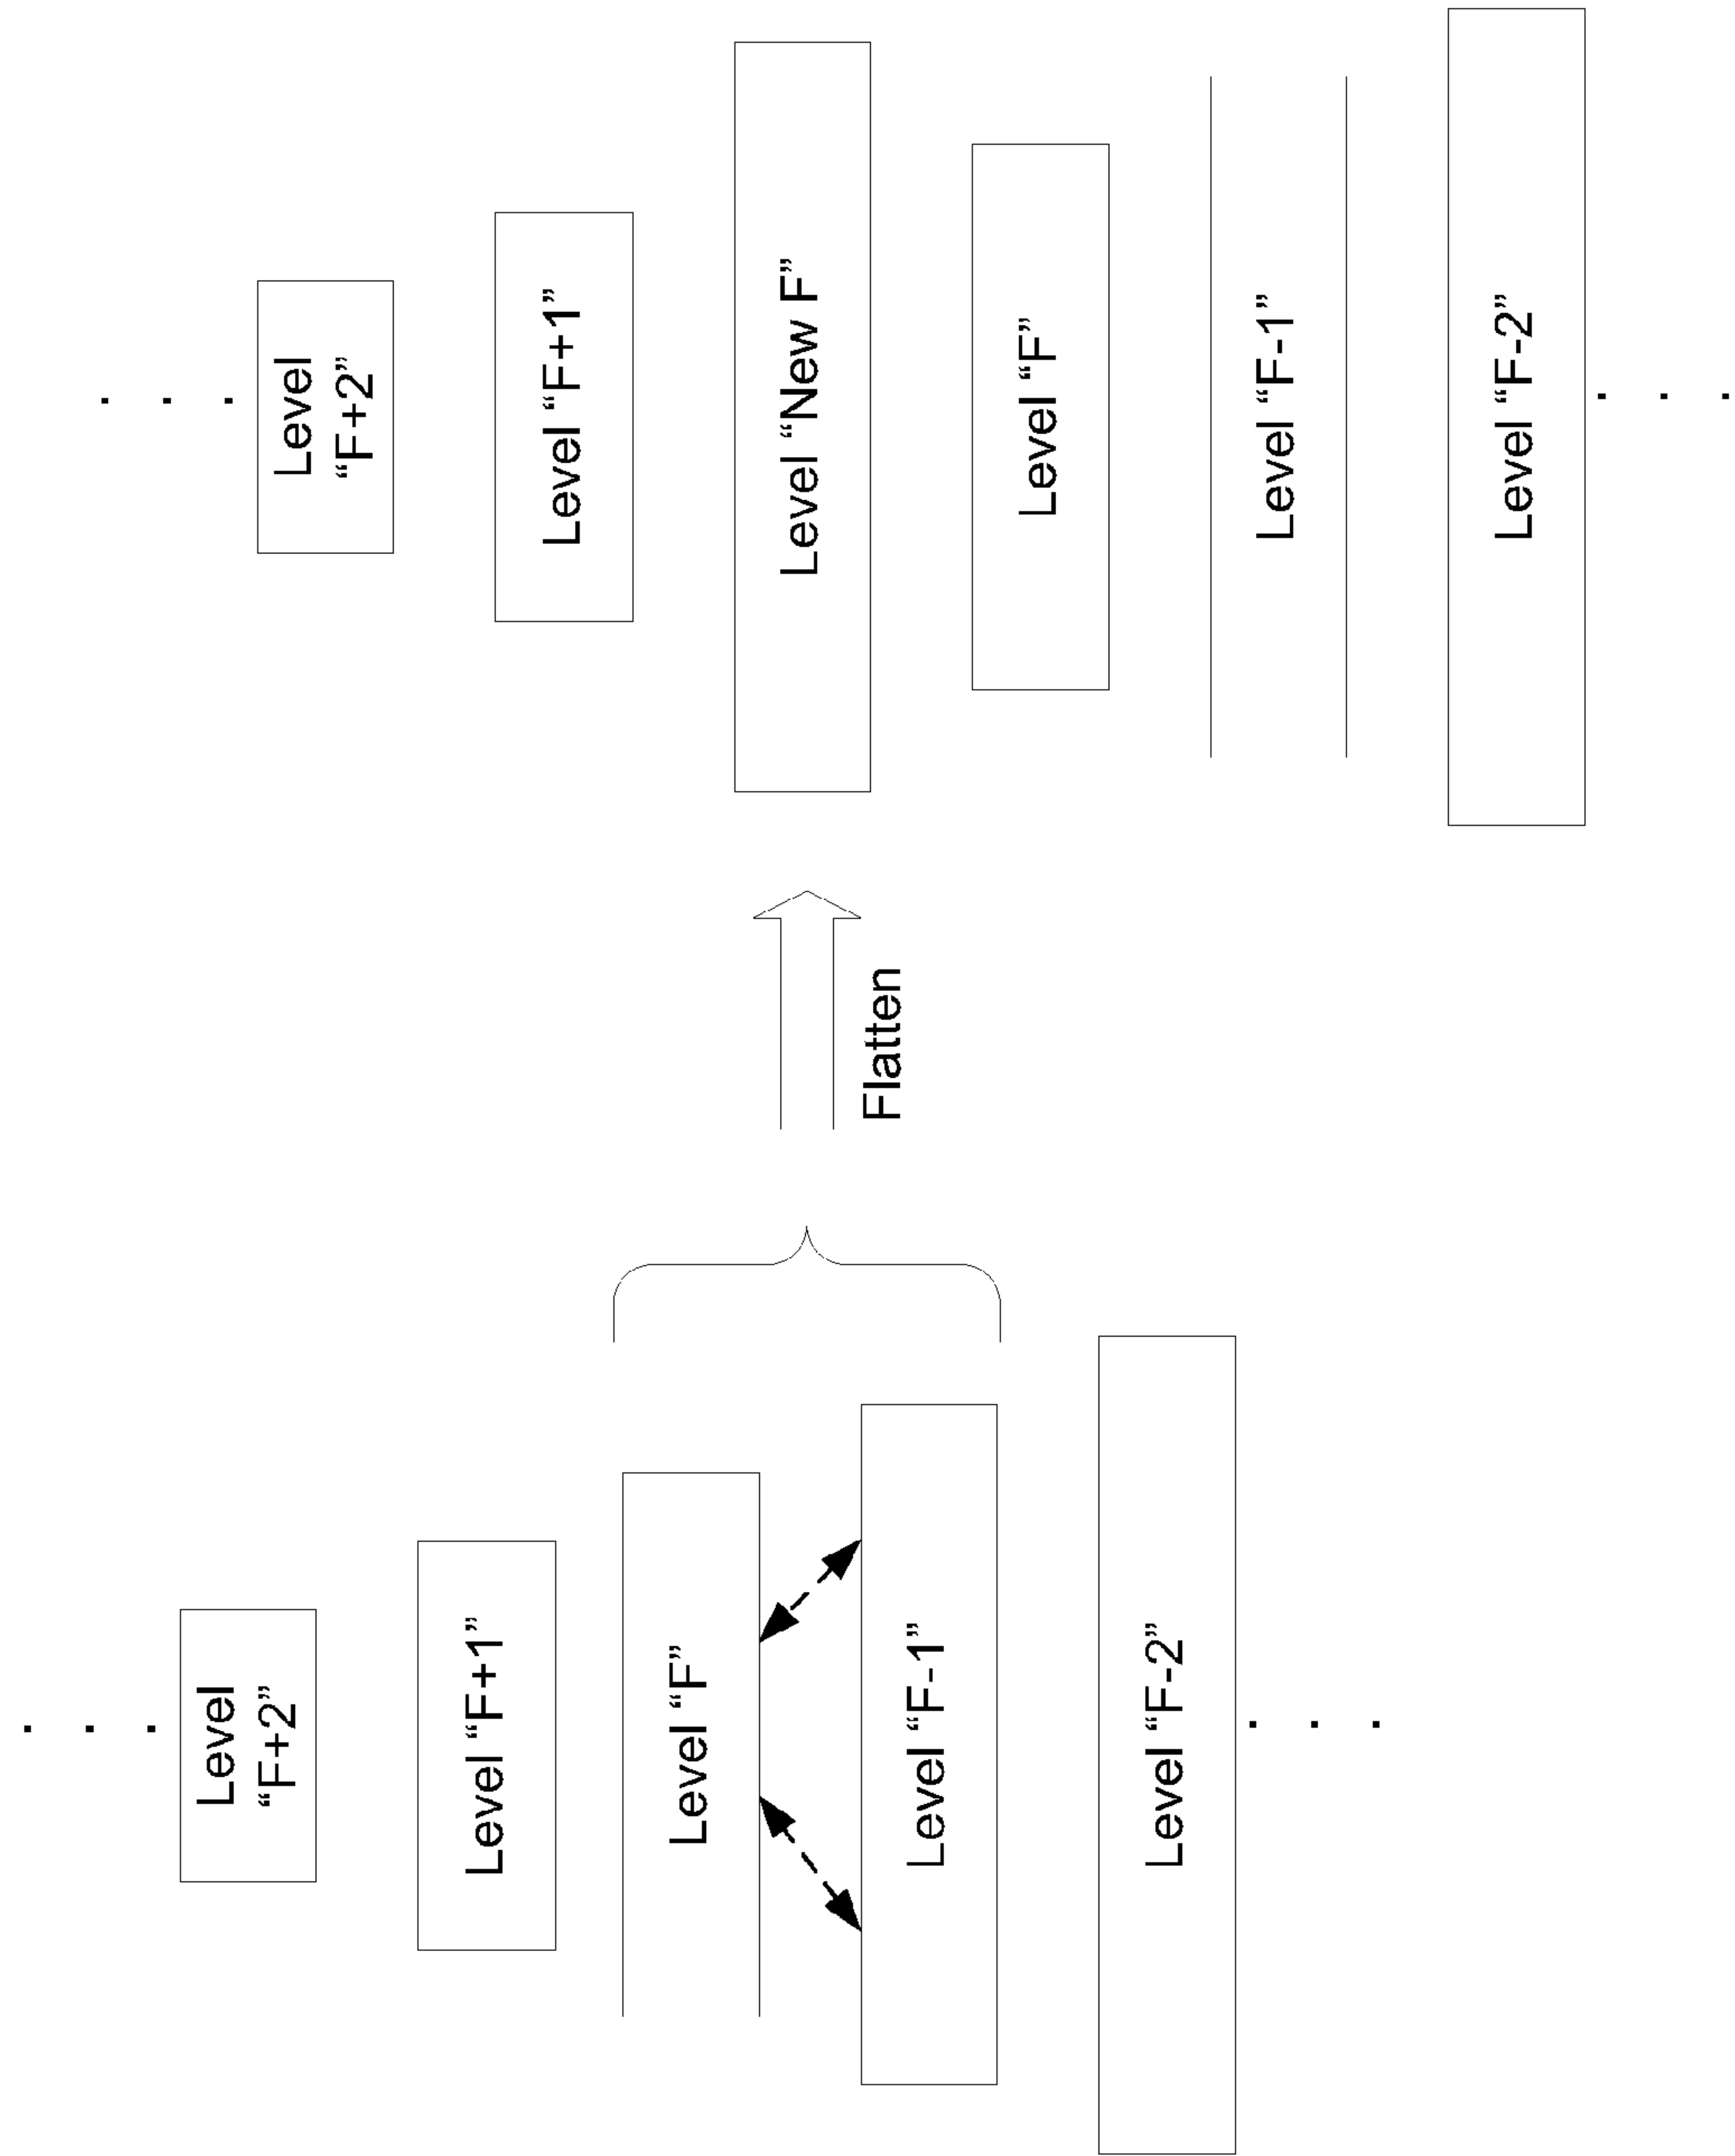 Level
“F+2”
Level “F+1”
Level “F”
Level “F-1”
Level “F-2”
Flatten
Level
“F+2”
Level “F+1”
Level “New F”
Level “F”
Level “F-1”
Level “F-2”